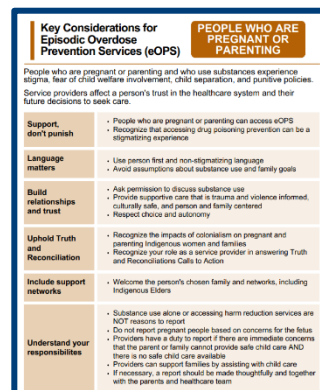 Key Considerations for
Episodic Overdose
Prevention Services (eOPS)
PEOPLE WHO ARE
PREGNANT OR
PARENTING
People who are pregnant or parenting and who use substances experience
stigma, fear of child welfare involvement, child separation, and punitive policies.
Service providers affect a person's trust in the healthcare system and their
future decisions to seek care.
Support,
don't punish
• People who are pregnant or parenting can access eOPS
• Recognize that accessing drug poisoning prevention can be a
stigmatizing experience
Language
matters
• Use person first and non-stigmatizing language
• Avoid assumptions about substance use and family goals
Build
relationships
and trust
• Ask permission to discuss substance use
• Provide supportive care that is trauma and violence informed,
culturally safe, and person and family centered
• Respect choice and autonomy
Uphold Truth
and
Reconciliation
• Recognize the impacts of colonialism on pregnant and
parenting Indigenous women and families
• Recognize your role as a service provider in answering Truth
and Reconciliations Calls to Action
Include support
networks
• Welcome the person's chosen family and networks, including
Indigenous Elders
Understand your
responsibilites
• Substance use alone or accessing harm reduction services are
NOT reasons to report
• Do not report pregnant people based on concerns for the fetus
• Providers have a duty to report if there are immediate concerns
that the parent or family cannot provide safe child care AND
there is no safe child care available
• Providers can support families by assisting with child care
• If necessary, a report should be made thoughtfully and together
with the parents and healthcare team